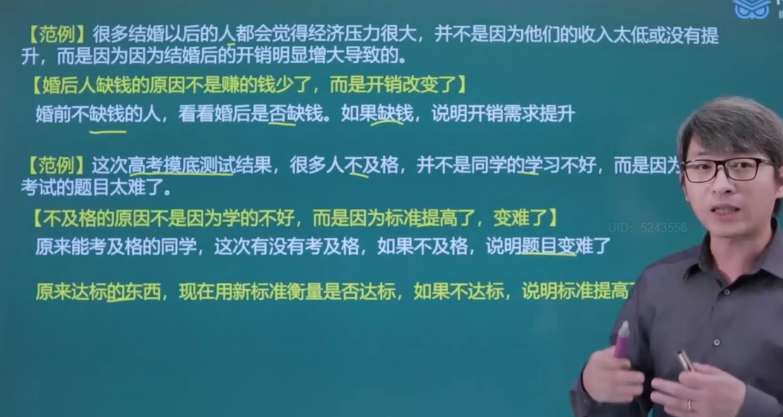 【范例】很多结婚以后的人都会觉得经济压力很大，并不是因为他们的收入太低或没有提
升，而是因为因为结婚后的开销明显增大导致的。
【婚后人缺钱的原因不是赚的钱少了，而是开销改变了】
婚前不缺钱的人，看看婚后是否缺钱。如果缺钱，说明开销需求提升
【范例】这次高考摸底测试结果，很多人不及格，并不是同学的学习不好，而是因为
考试的题目太难了。
【不及格的原因不是因为学的不好，而是因为标准提高了，变难了】
原来能考及格的同学，这次有没有考及格，如果不及格，说明题目变难了
UID: 5243558
原来达标的东西，现在用新标准衡量是否达标，如果不达标，说明标准提高